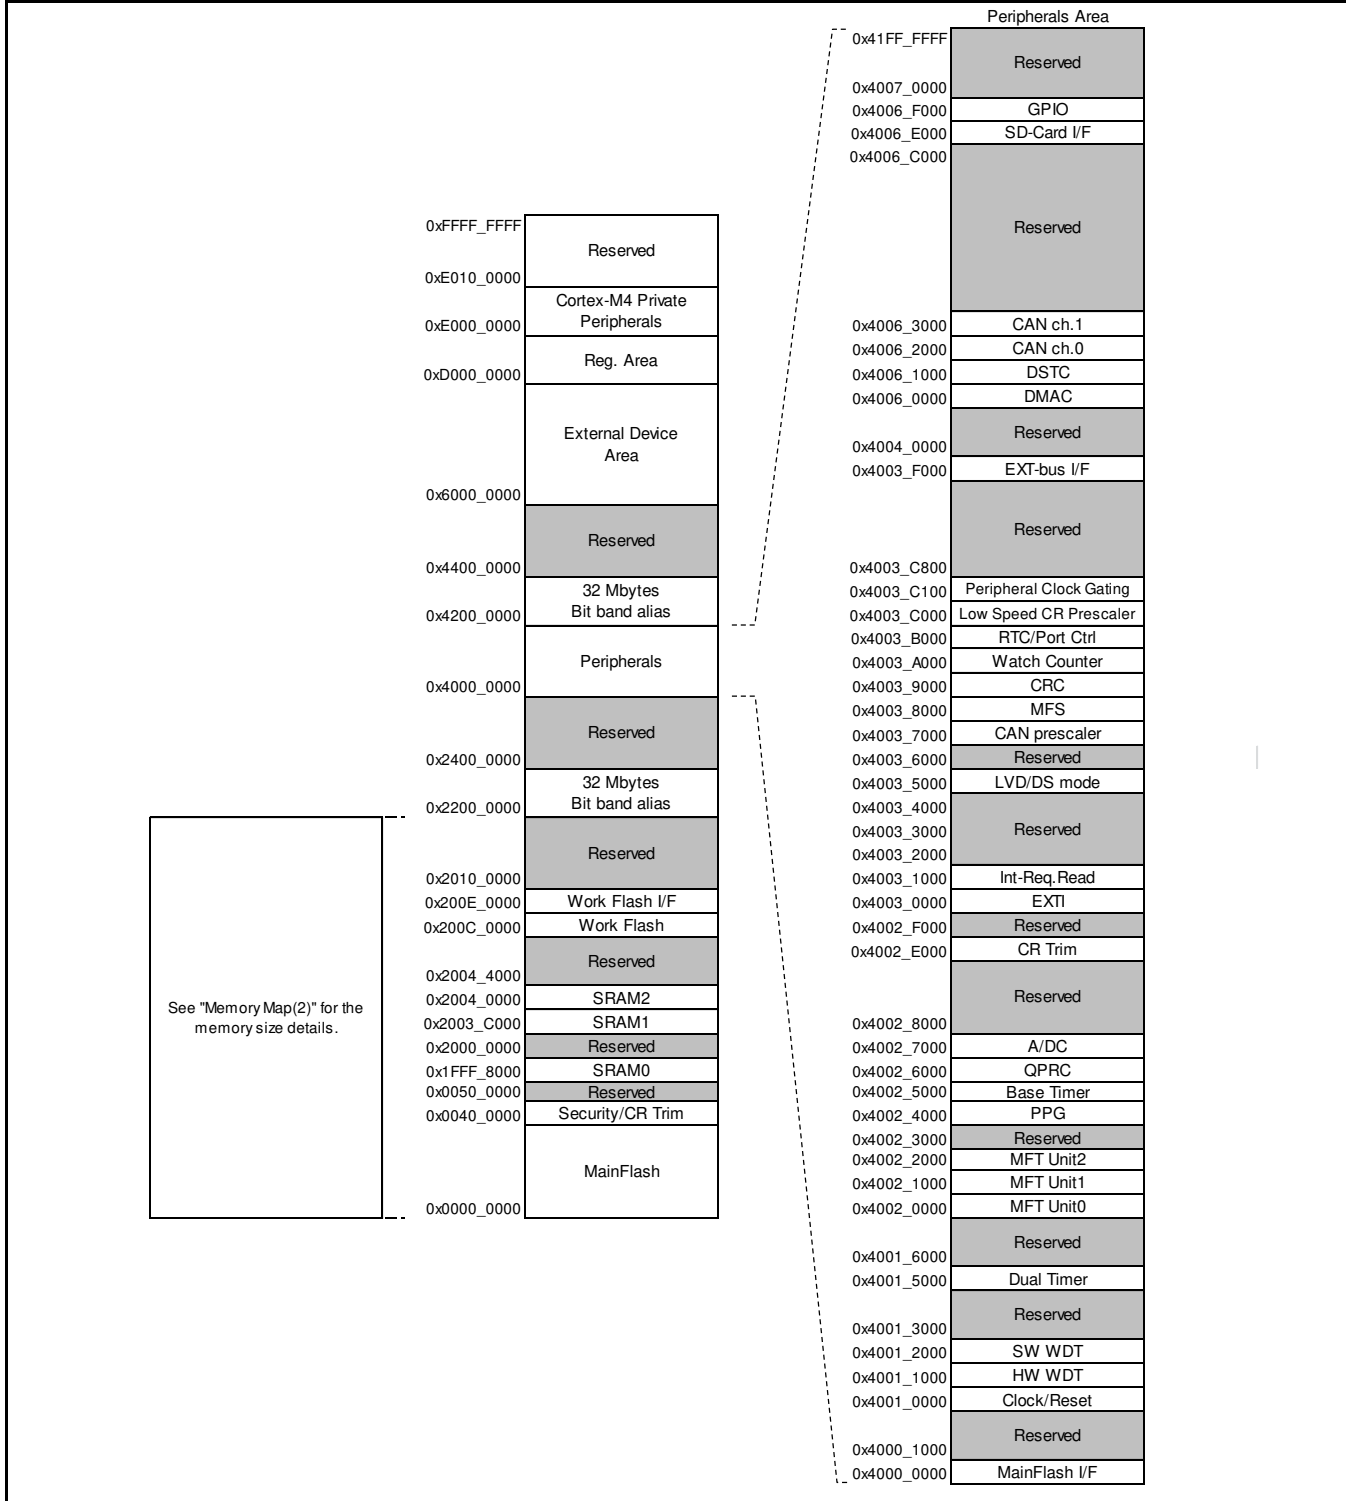 See "Memory Map(2)" for the
memory size details.
0xFFFF_FFFF
Reserved
0xE010_0000
Cortex-M4 Private
Peripherals
0xE000_0000
Reg. Area
0xD000_0000
External Device
Area
0x6000_0000
Reserved
0x4400_0000
32 Mbytes
Bit band alias
0x4200_0000
Peripherals
0x4000_0000
Reserved
0x2400_0000
32 Mbytes
Bit band alias
0x2200_0000
Reserved
0x2010_0000
0x200E_0000 Work Flash I/F
0x200C_0000 Work Flash
Reserved
0x2004_4000
0x2004_0000 SRAM2
0x2003_C000 SRAM1
0x2000_0000 Reserved
0x1FFF_8000 SRAM0
0x0050_0000 Reserved
0x0040_0000 Security/CR Trim
MainFlash
0x0000_0000
Peripherals Area
0x41FF_FFFF
Reserved
0x4007_0000
0x4006_F000 GPIO
0x4006_E000 SD-Card I/F
0x4006_C000
Reserved
0x4006_3000 CAN ch.1
0x4006_2000 CAN ch.0
0x4006_1000 DSTC
0x4006_0000 DMAC
Reserved
0x4004_0000
0x4003_F000 EXT-bus I/F
Reserved
0x4003_C800
0x4003_C100 Peripheral Clock Gating
0x4003_C000 Low Speed CR Prescaler
0x4003_B000 RTC/Port Ctrl
0x4003_A000 Watch Counter
0x4003_9000 CRC
0x4003_8000 MFS
0x4003_7000 CAN prescaler
0x4003_6000 Reserved
0x4003_5000 LVD/DS mode
0x4003_4000
0x4003_3000 Reserved
0x4003_2000
0x4003_1000 Int-Req.Read
0x4003_0000 EXTI
0x4002_F000 Reserved
0x4002_E000 CR Trim
Reserved
0x4002_8000
0x4002_7000 A/DC
0x4002_6000 QPRC
0x4002_5000 Base Timer
0x4002_4000 PPG
0x4002_3000 Reserved
0x4002_2000 MFT Unit2
0x4002_1000 MFT Unit1
0x4002_0000 MFT Unit0
Reserved
0x4001_6000
0x4001_5000 Dual Timer
Reserved
0x4001_3000
0x4001_2000 SW WDT
0x4001_1000 HW WDT
0x4001_0000 Clock/Reset
Reserved
0x4000_1000
0x4000_0000 MainFlash I/F